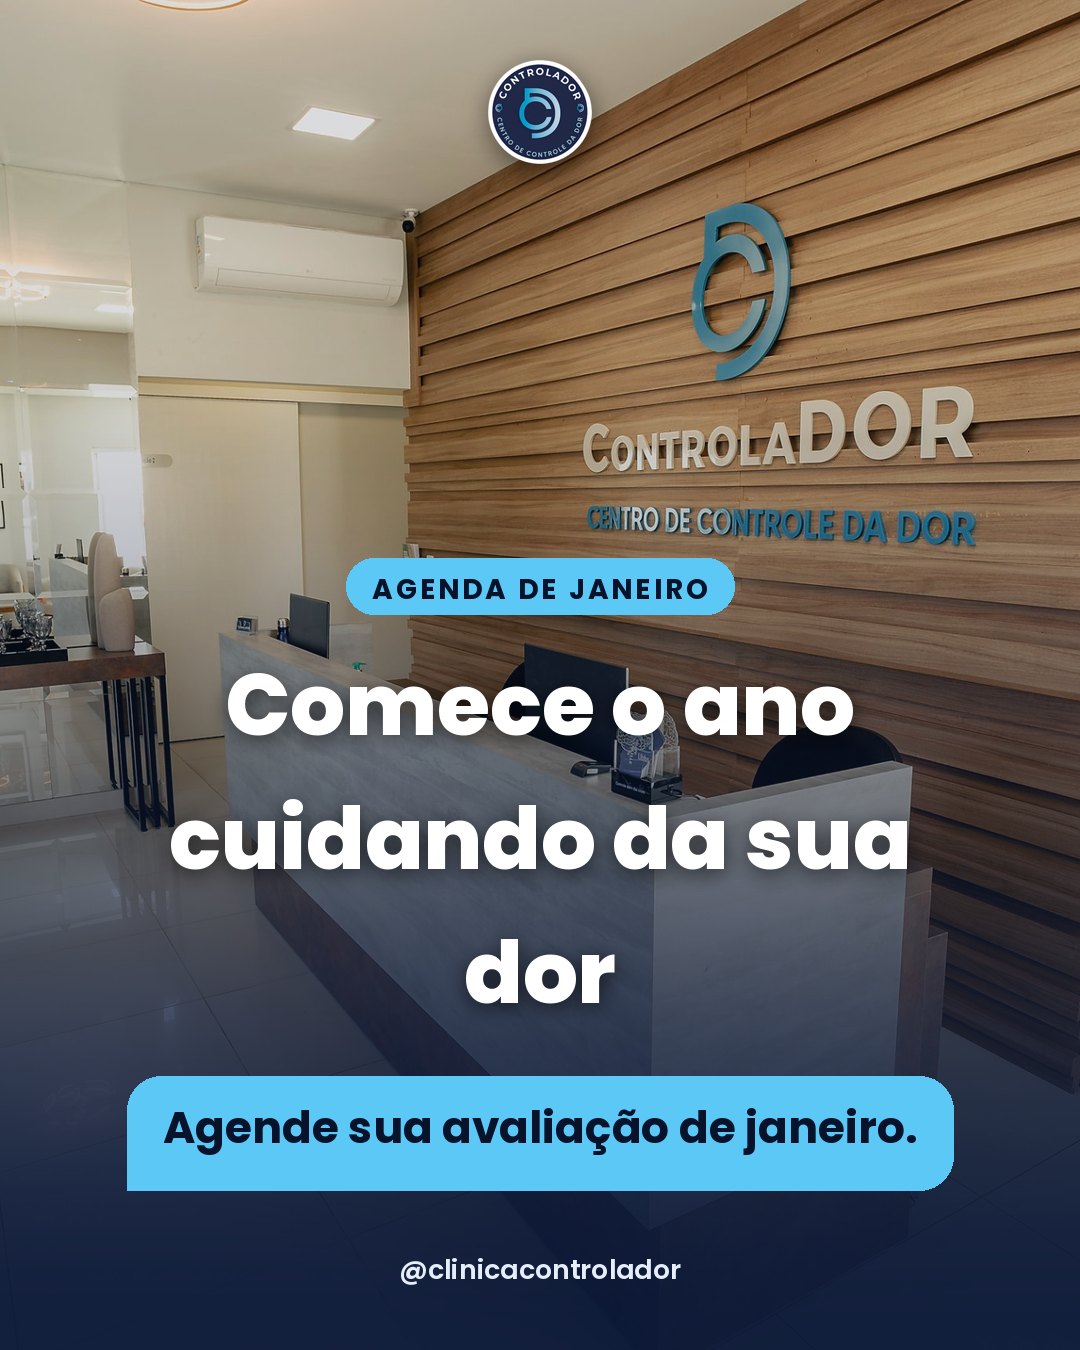 CONTROLADOR
CENTRO DE CONTROLE DA DOR
CONTROLADOR
CENTRO DE CONTROLE DA DOR
AGENDA DE JANEIRO
Comece o ano
cuidando da sua
dor
Agende sua avaliação de janeiro.
@clinicacontrolador